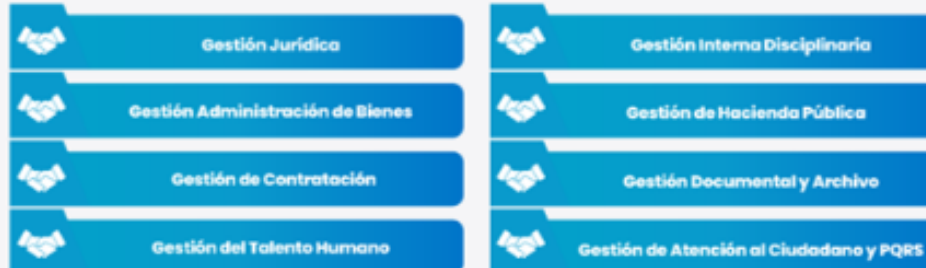 Gestión Jurídica
Gestión Administración de Bienes
Gestión de Contratación
Gestión del Talento Humano
Gestión Interna Disciplinaria
Gestión de Hacienda Pública
Gestión Documental y Archivo
Gestión de Atención al Ciudadano y PQRS